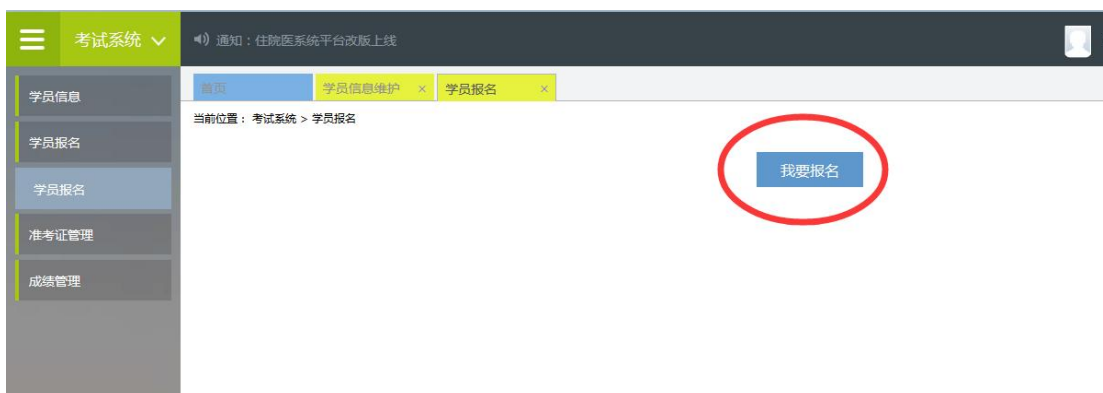 考试系统
通知：住院医系统平台改版上线
学员信息
学员报名
学员报名
准考证管理
成绩管理
首页
学员信息维护 ×
学员报名 ×
当前位置： 考试系统 > 学员报名
我要报名